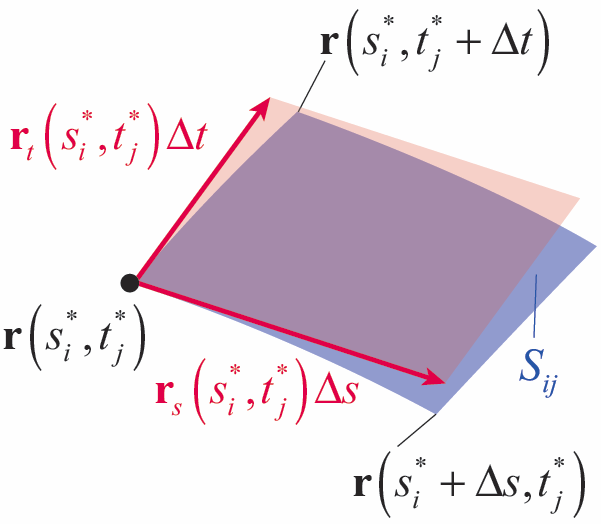 r(s_i^*, t_j^* + Δt)
r_t(s_i^*, t_j^*)Δt
r(s_i^*, t_j^*)
S_ij
r_s(s_i^*, t_j^*)Δs
r(s_i^* + Δs, t_j^*)